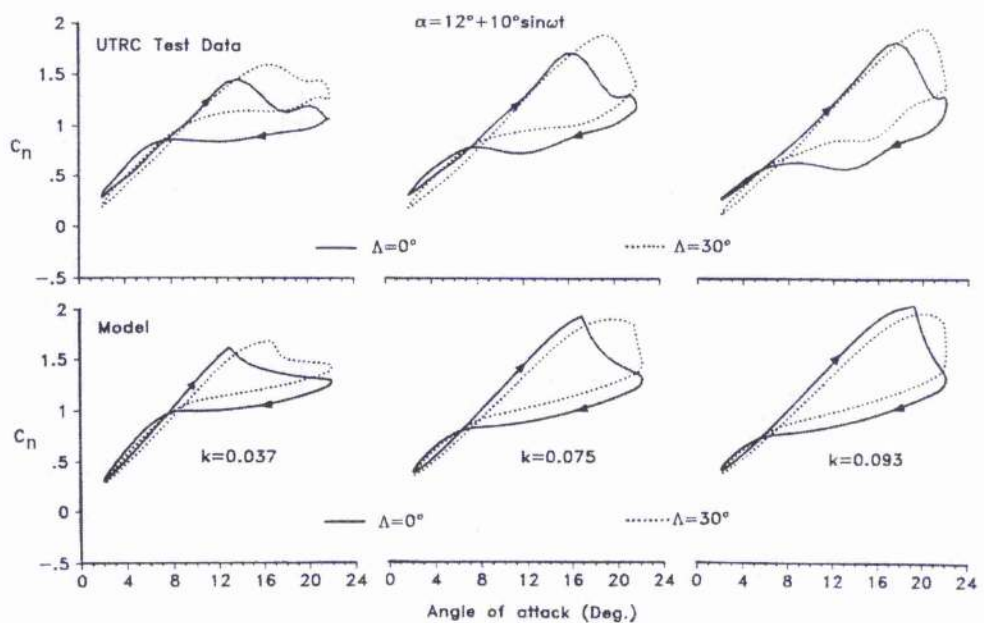 α=12°+10°sinωt
2
UTRC Test Data
1.5
1
Cn
.5
0
Λ=0°
Λ=30°
-.5
2
Model
1.5
1
Cn
.5
k=0.037
k=0.075
k=0.093
0
Λ=0°
Λ=30°
-.5
0 4 8 12 16 20 24
0 4 8 12 16 20 24
0 4 8 12 16 20 24
Angle of attack (Deg.)